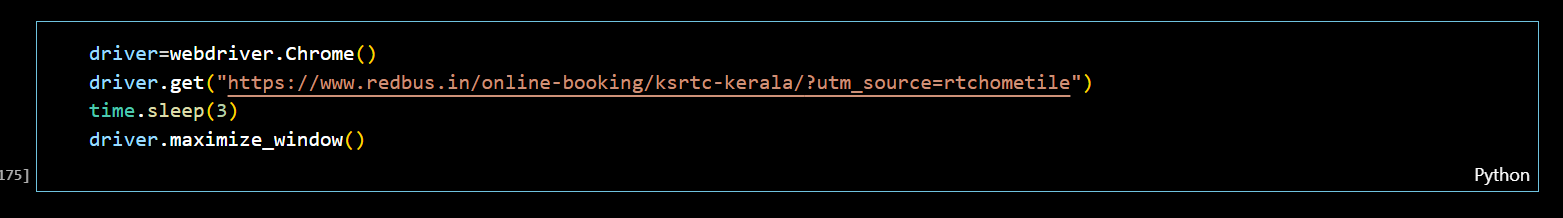 driver=webdriver.Chrome()
driver.get("https://www.redbus.in/online-booking/ksrtc-kerala/?utm_source=rtchometile")
time.sleep(3)
driver.maximize_window()
175]
Python